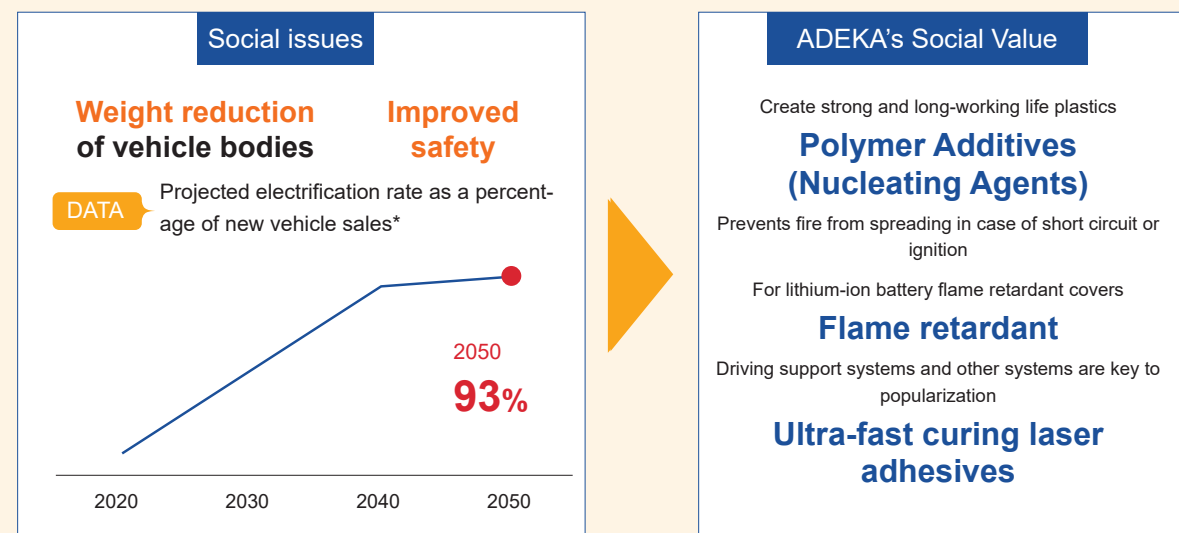 Social issues
Weight reduction
of vehicle bodies
Improved
safety
DATA
Projected electrification rate as a percent-
age of new vehicle sales*
2050
93%
2020 2030 2040 2050
ADEKA's Social Value
Create strong and long-working life plastics
Polymer Additives
(Nucleating Agents)
Prevents fire from spreading in case of short circuit or
ignition
For lithium-ion battery flame retardant covers
Flame retardant
Driving support systems and other systems are key to
popularization
Ultra-fast curing laser
adhesives